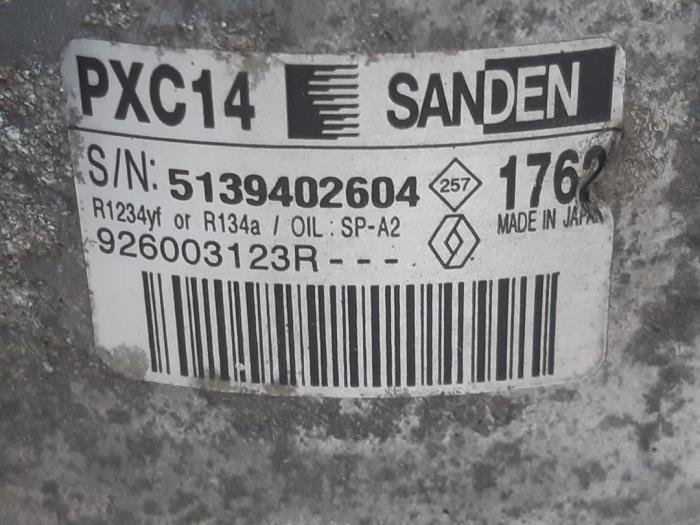 PXC14 SANDEN
S/N: 5139402604 257 1762
R1234yf or R134a / OIL : SP-A2 MADE IN JAPAN
926003123R - - -